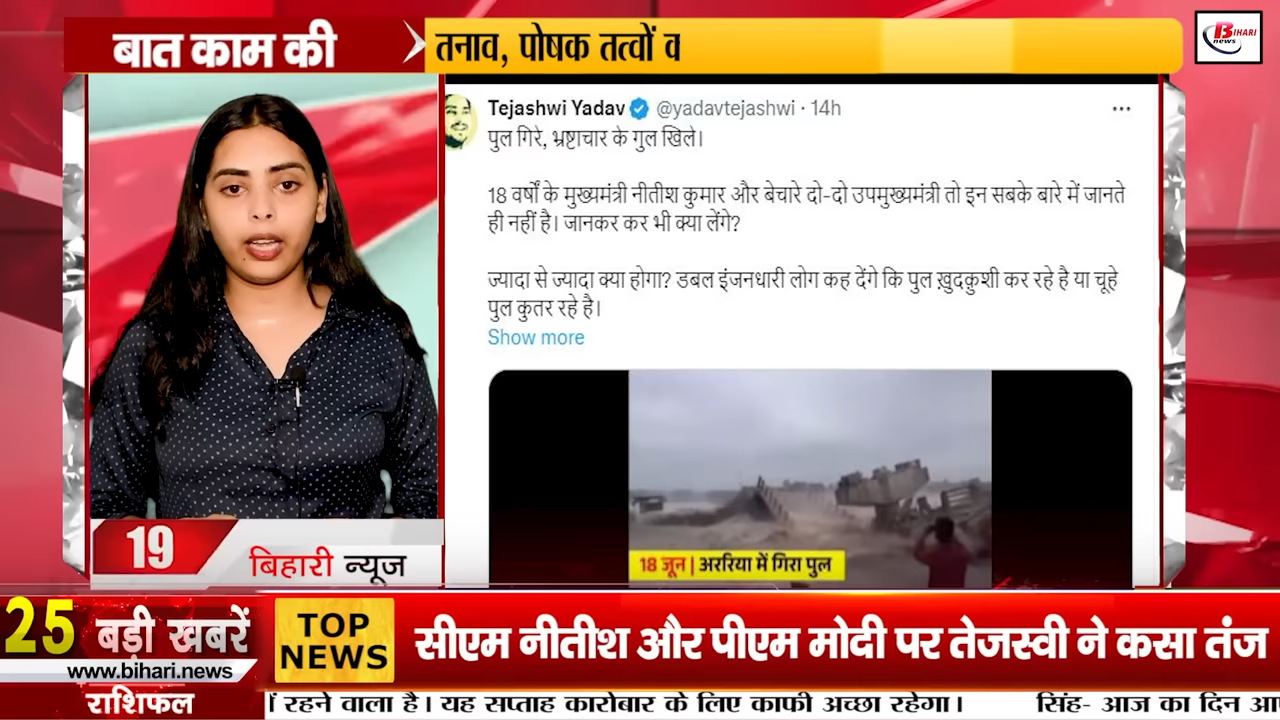 बात काम की
तनाव, पोषक तत्वों व
BIHARI
news
Tejashwi Yadav @yadavtejashwi · 14h
पुल गिरे, भ्रष्टाचार के गुल खिले।
18 वर्षों के मुख्यमंत्री नीतीश कुमार और बेचारे दो-दो उपमुख्यमंत्री तो इन सबके बारे में जानते
ही नहीं है। जानकर कर भी क्या लेंगे?
ज्यादा से ज्यादा क्या होगा? डबल इंजनधारी लोग कह देंगे कि पुल ख़ुदकुशी कर रहे है या चूहे
पुल कुतर रहे है।
Show more
18 जून | अररिया में गिरा पुल
19
बिहारी न्यूज
25 बड़ी खबरें
www.bihari.news
TOP
NEWS
सीएम नीतीश और पीएम मोदी पर तेजस्वी ने कसा तंज
राशिफल
में रहने वाला है। यह सप्ताह कारोबार के लिए काफी अच्छा रहेगा। सिंह- आज का दिन आ